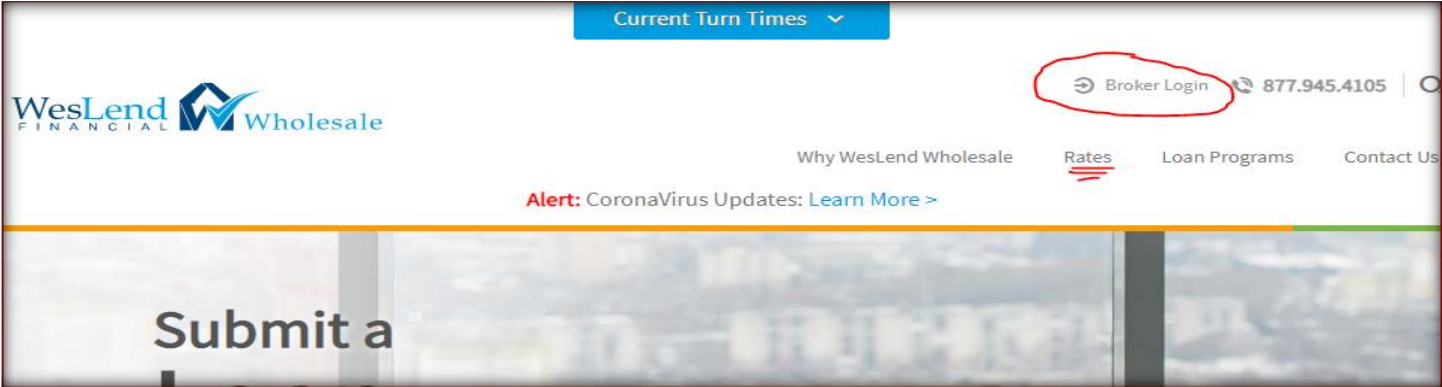 Current Turn Times
Broker Login 877.945.4105
WesLend Wholesale
FINANCIAL
Why WesLend Wholesale Rates Loan Programs Contact Us
Alert: CoronaVirus Updates: Learn More >
Submit a